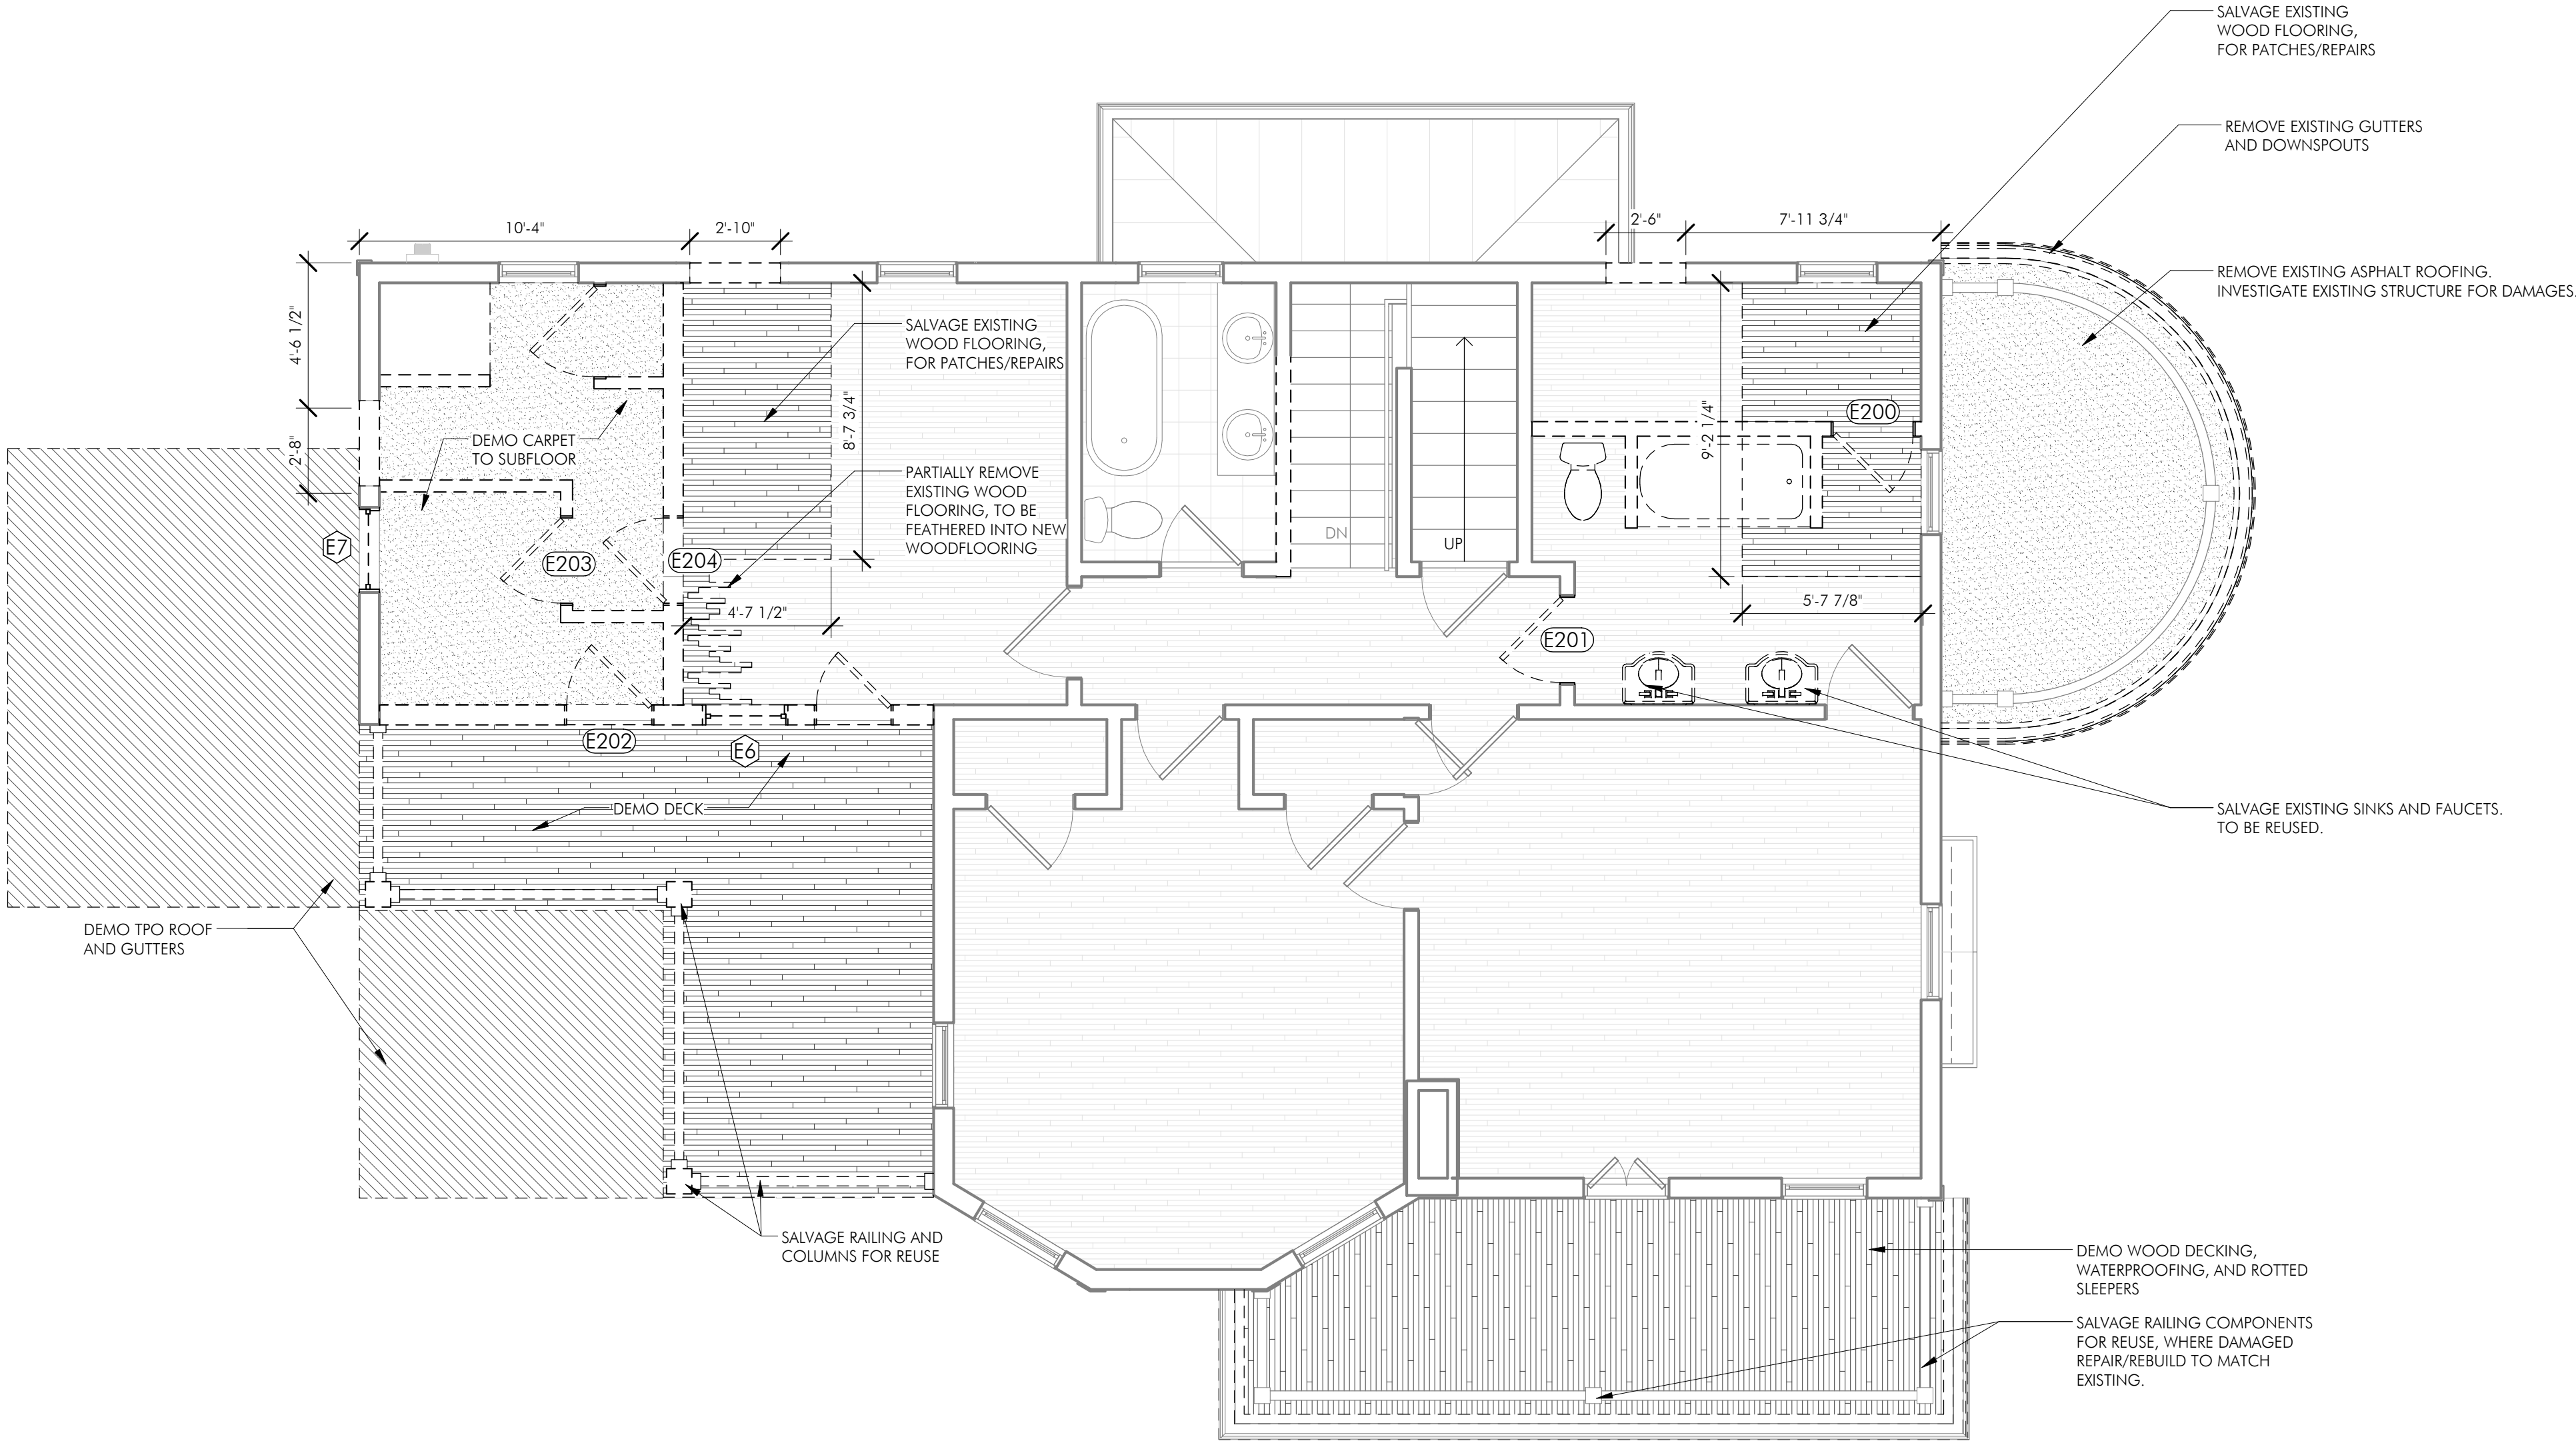 SALVAGE EXISTING
WOOD FLOORING,
FOR PATCHES/REPAIRS
REMOVE EXISTING GUTTERS
AND DOWNSPOUTS
10'-4"
2'-10"
2'-6"
7'-11 3/4"
REMOVE EXISTING ASPHALT ROOFING.
INVESTIGATE EXISTING STRUCTURE FOR DAMAGES.
4'-6 1/2"
SALVAGE EXISTING
WOOD FLOORING,
FOR PATCHES/REPAIRS
8'-7 3/4"
9'-2 1/4"
E200
2'-8"
DEMO CARPET
TO SUBFLOOR
PARTIALLY REMOVE
EXISTING WOOD
FLOORING, TO BE
FEATHERED INTO NEW
WOODFLOORING
DN
UP
E7
E203
E204
4'-7 1/2"
5'-7 7/8"
E201
E202
E6
DEMO DECK
SALVAGE EXISTING SINKS AND FAUCETS.
TO BE REUSED.
DEMO TPO ROOF
AND GUTTERS
SALVAGE RAILING AND
COLUMNS FOR REUSE
DEMO WOOD DECKING,
WATERPROOFING, AND ROTTED
SLEEPERS
SALVAGE RAILING COMPONENTS
FOR REUSE, WHERE DAMAGED
REPAIR/REBUILD TO MATCH
EXISTING.